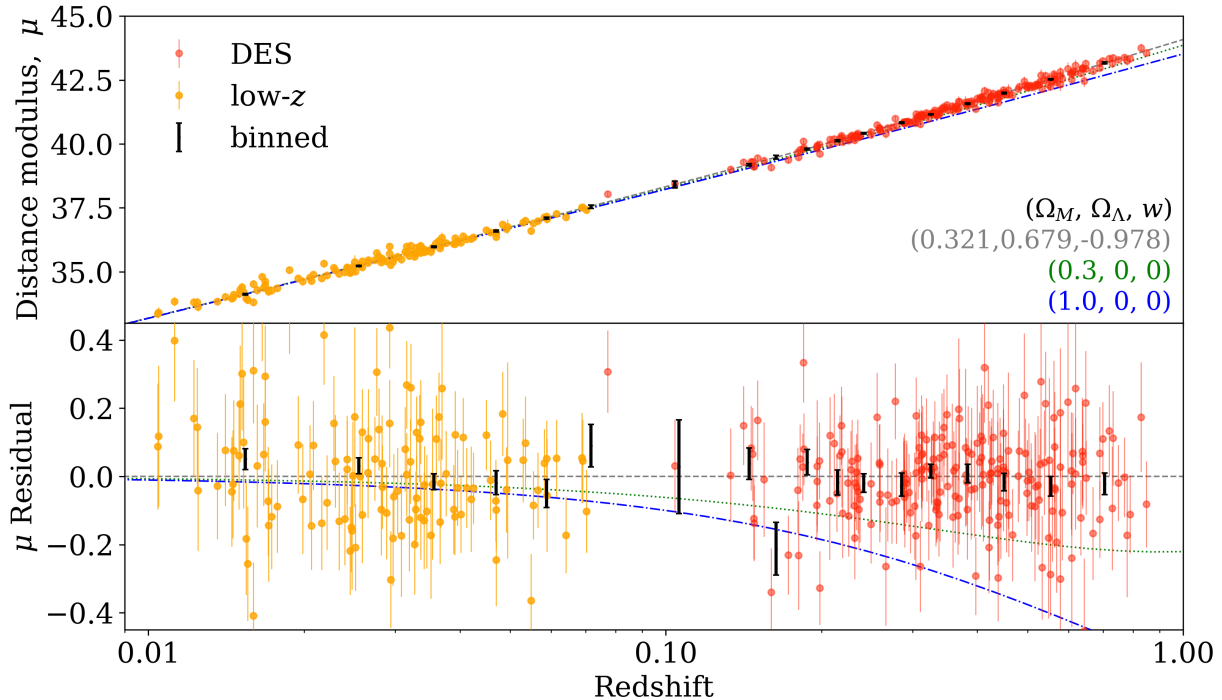 45.0
42.5
40.0
37.5
35.0
Distance modulus, μ
DES
low-z
binned
(Ω_M, Ω_Λ, w)
(0.321,0.679,-0.978)
(0.3, 0, 0)
(1.0, 0, 0)
0.4
0.2
0.0
−0.2
−0.4
μ Residual
0.01
0.10
1.00
Redshift